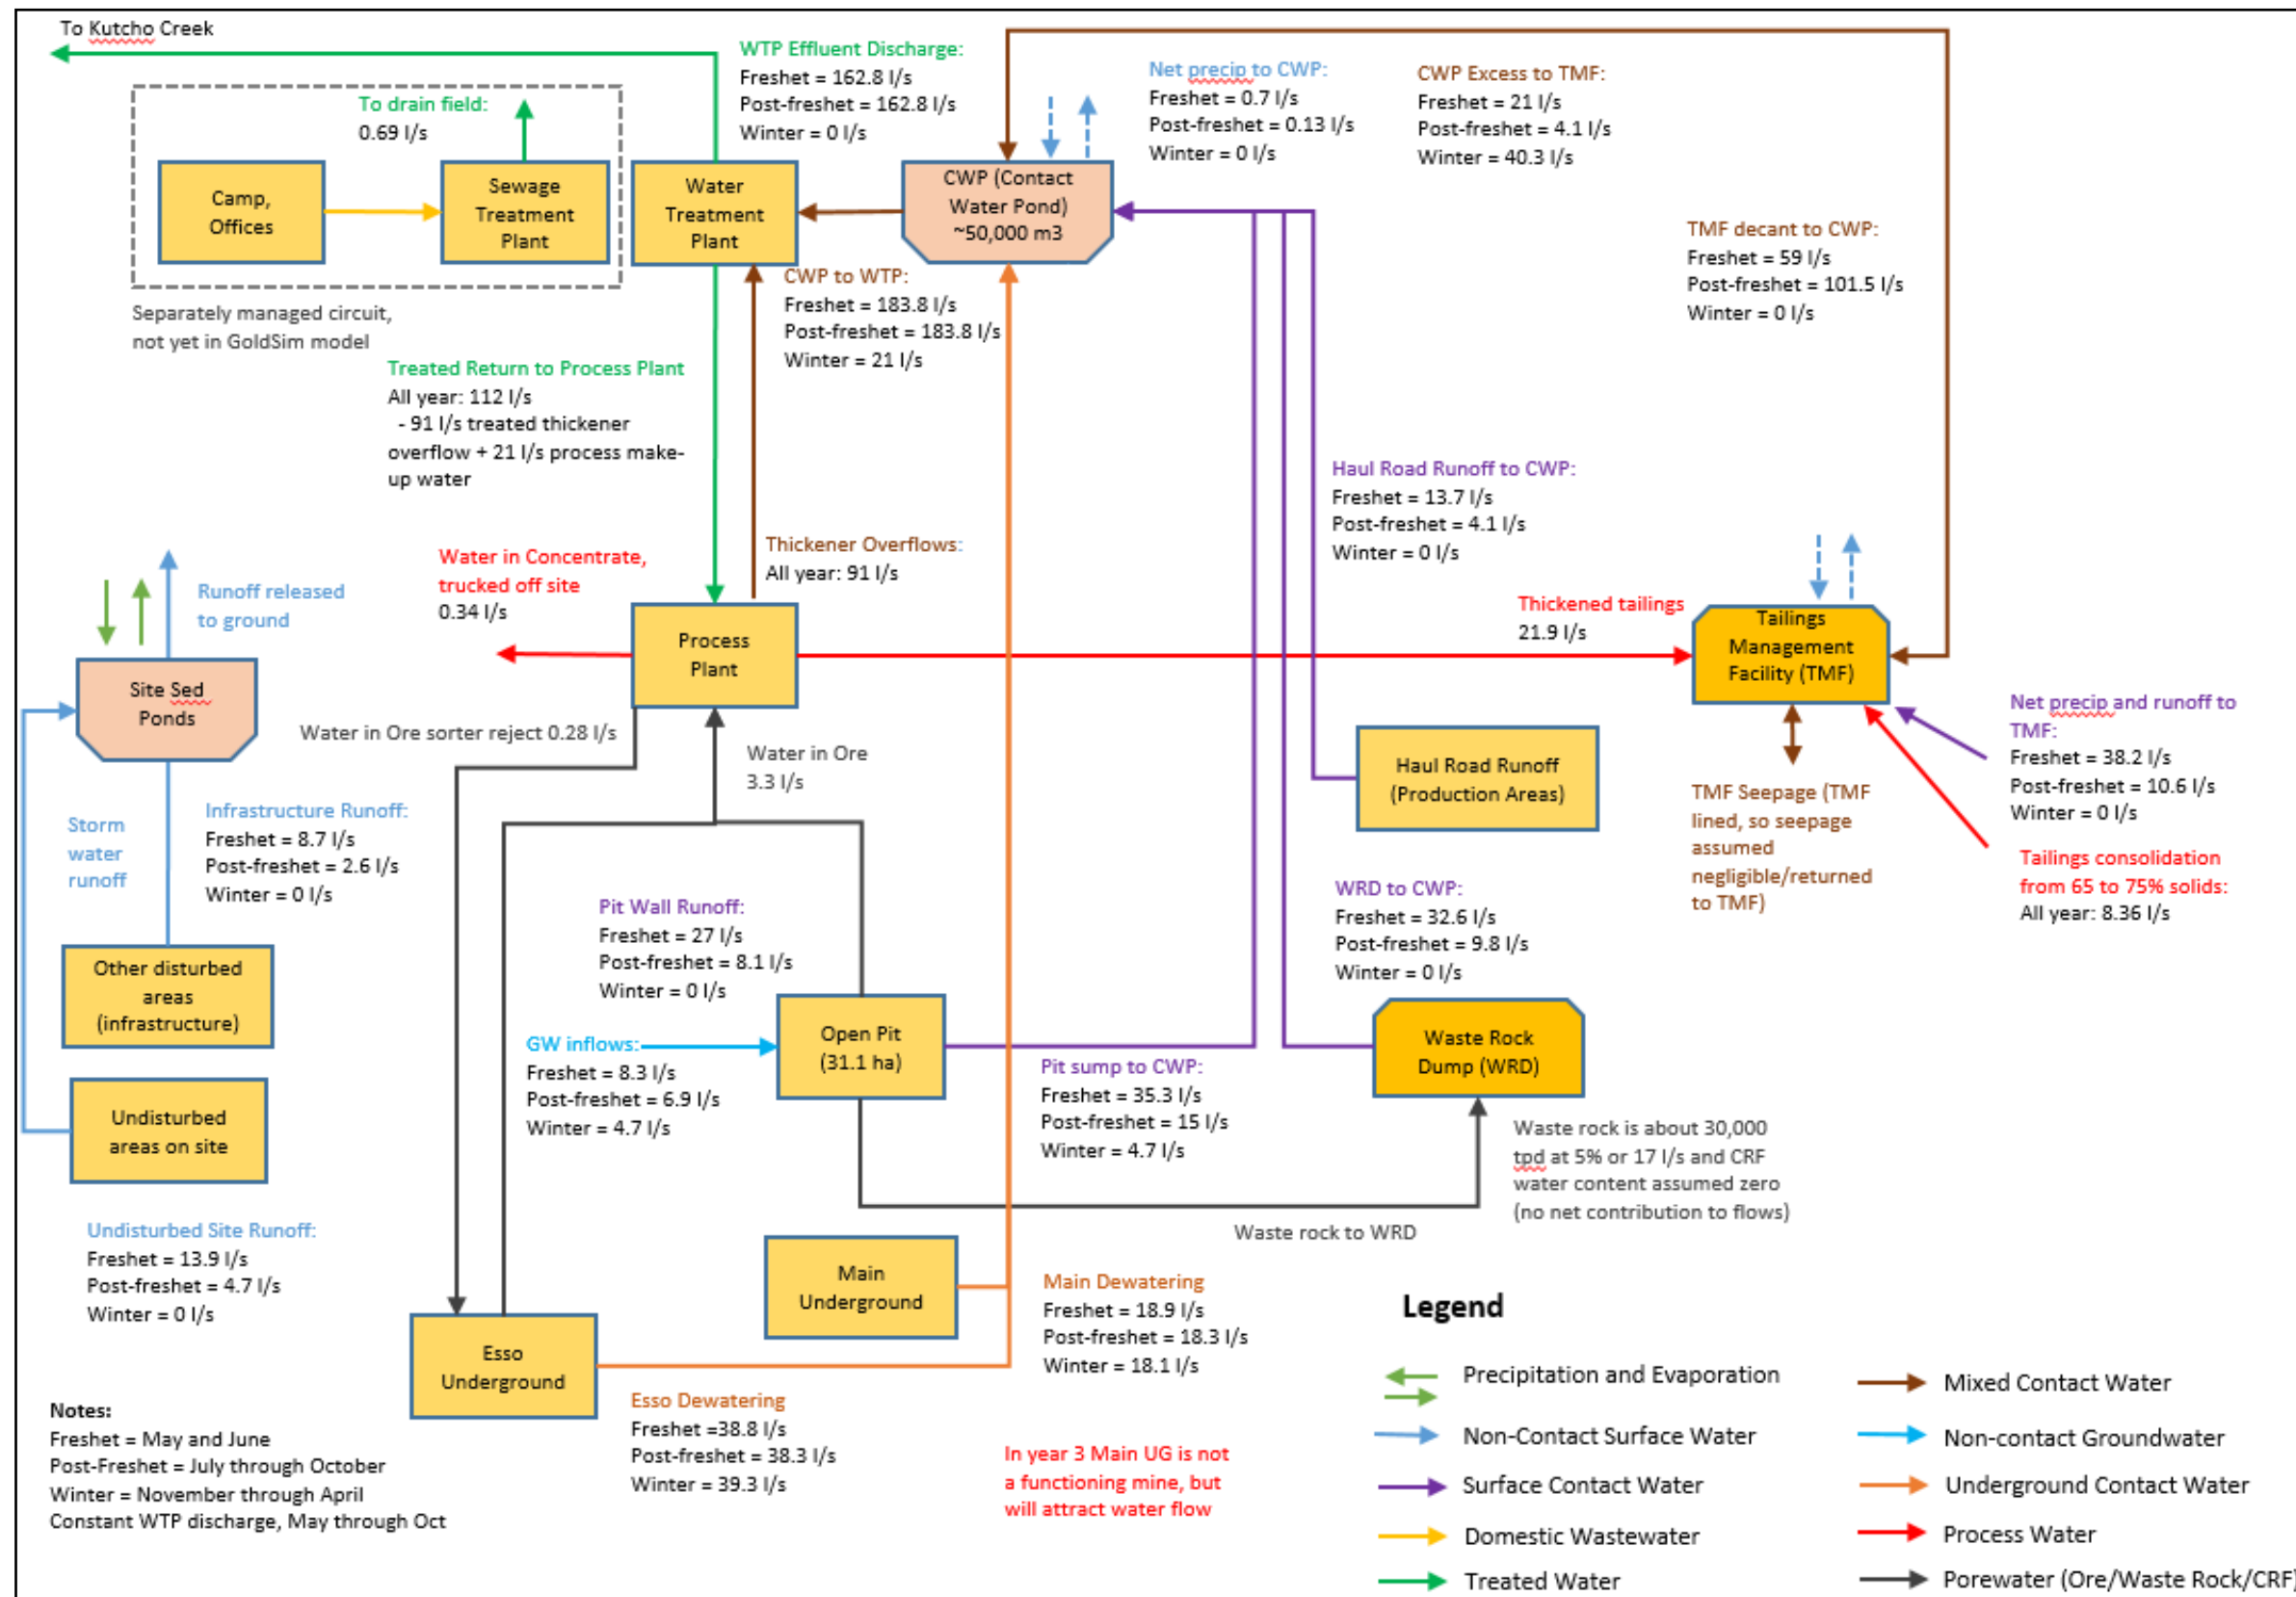 To Kutcho Creek
WTP Effluent Discharge:
Freshet = 162.8 l/s
Post-freshet = 162.8 l/s
Winter = 0 l/s
Net precip to CWP:
Freshet = 0.7 l/s
Post-freshet = 0.13 l/s
Winter = 0 l/s
CWP Excess to TMF:
Freshet = 21 l/s
Post-freshet = 4.1 l/s
Winter = 40.3 l/s
To drain field:
0.69 l/s
Camp,
Offices
Sewage
Treatment
Plant
Water
Treatment
Plant
CWP (Contact
Water Pond)
~50,000 m3
TMF decant to CWP:
Freshet = 59 l/s
Post-freshet = 101.5 l/s
Winter = 0 l/s
Separately managed circuit,
not yet in GoldSim model
CWP to WTP:
Freshet = 183.8 l/s
Post-freshet = 183.8 l/s
Winter = 21 l/s
Treated Return to Process Plant
All year: 112 l/s
- 91 l/s treated thickener
overflow + 21 l/s process make-
up water
Haul Road Runoff to CWP:
Freshet = 13.7 l/s
Post-freshet = 4.1 l/s
Winter = 0 l/s
Water in Concentrate,
trucked off site
0.34 l/s
Thickener Overflows:
All year: 91 l/s
Runoff released
to ground
Thickened tailings
21.9 l/s
Process
Plant
Tailings
Management
Facility (TMF)
Site Sed
Ponds
Water in Ore sorter reject 0.28 l/s
Water in Ore
3.3 l/s
Haul Road Runoff
(Production Areas)
Net precip and runoff to
TMF:
Freshet = 38.2 l/s
Post-freshet = 10.6 l/s
Winter = 0 l/s
TMF Seepage (TMF
lined, so seepage
assumed
negligible/returned
to TMF)
Tailings consolidation
from 65 to 75% solids:
All year: 8.36 l/s
Storm
water
runoff
Infrastructure Runoff:
Freshet = 8.7 l/s
Post-freshet = 2.6 l/s
Winter = 0 l/s
Pit Wall Runoff:
Freshet = 27 l/s
Post-freshet = 8.1 l/s
Winter = 0 l/s
WRD to CWP:
Freshet = 32.6 l/s
Post-freshet = 9.8 l/s
Winter = 0 l/s
Other disturbed
areas
(infrastructure)
GW inflows:
Freshet = 8.3 l/s
Post-freshet = 6.9 l/s
Winter = 4.7 l/s
Open Pit
(31.1 ha)
Pit sump to CWP:
Freshet = 35.3 l/s
Post-freshet = 15 l/s
Winter = 4.7 l/s
Waste Rock
Dump (WRD)
Undisturbed
areas on site
Waste rock is about 30,000
tpd at 5% or 17 l/s and CRF
water content assumed zero
(no net contribution to flows)
Waste rock to WRD
Undisturbed Site Runoff:
Freshet = 13.9 l/s
Post-freshet = 4.7 l/s
Winter = 0 l/s
Main
Underground
Main Dewatering
Freshet = 18.9 l/s
Post-freshet = 18.3 l/s
Winter = 18.1 l/s
Esso
Underground
Esso Dewatering
Freshet =38.8 l/s
Post-freshet = 38.3 l/s
Winter = 39.3 l/s
In year 3 Main UG is not
a functioning mine, but
will attract water flow
Notes:
Freshet = May and June
Post-Freshet = July through October
Winter = November through April
Constant WTP discharge, May through Oct
Legend
Precipitation and Evaporation
Non-Contact Surface Water
Surface Contact Water
Domestic Wastewater
Treated Water
Mixed Contact Water
Non-contact Groundwater
Underground Contact Water
Process Water
Porewater (Ore/Waste Rock/CRF)